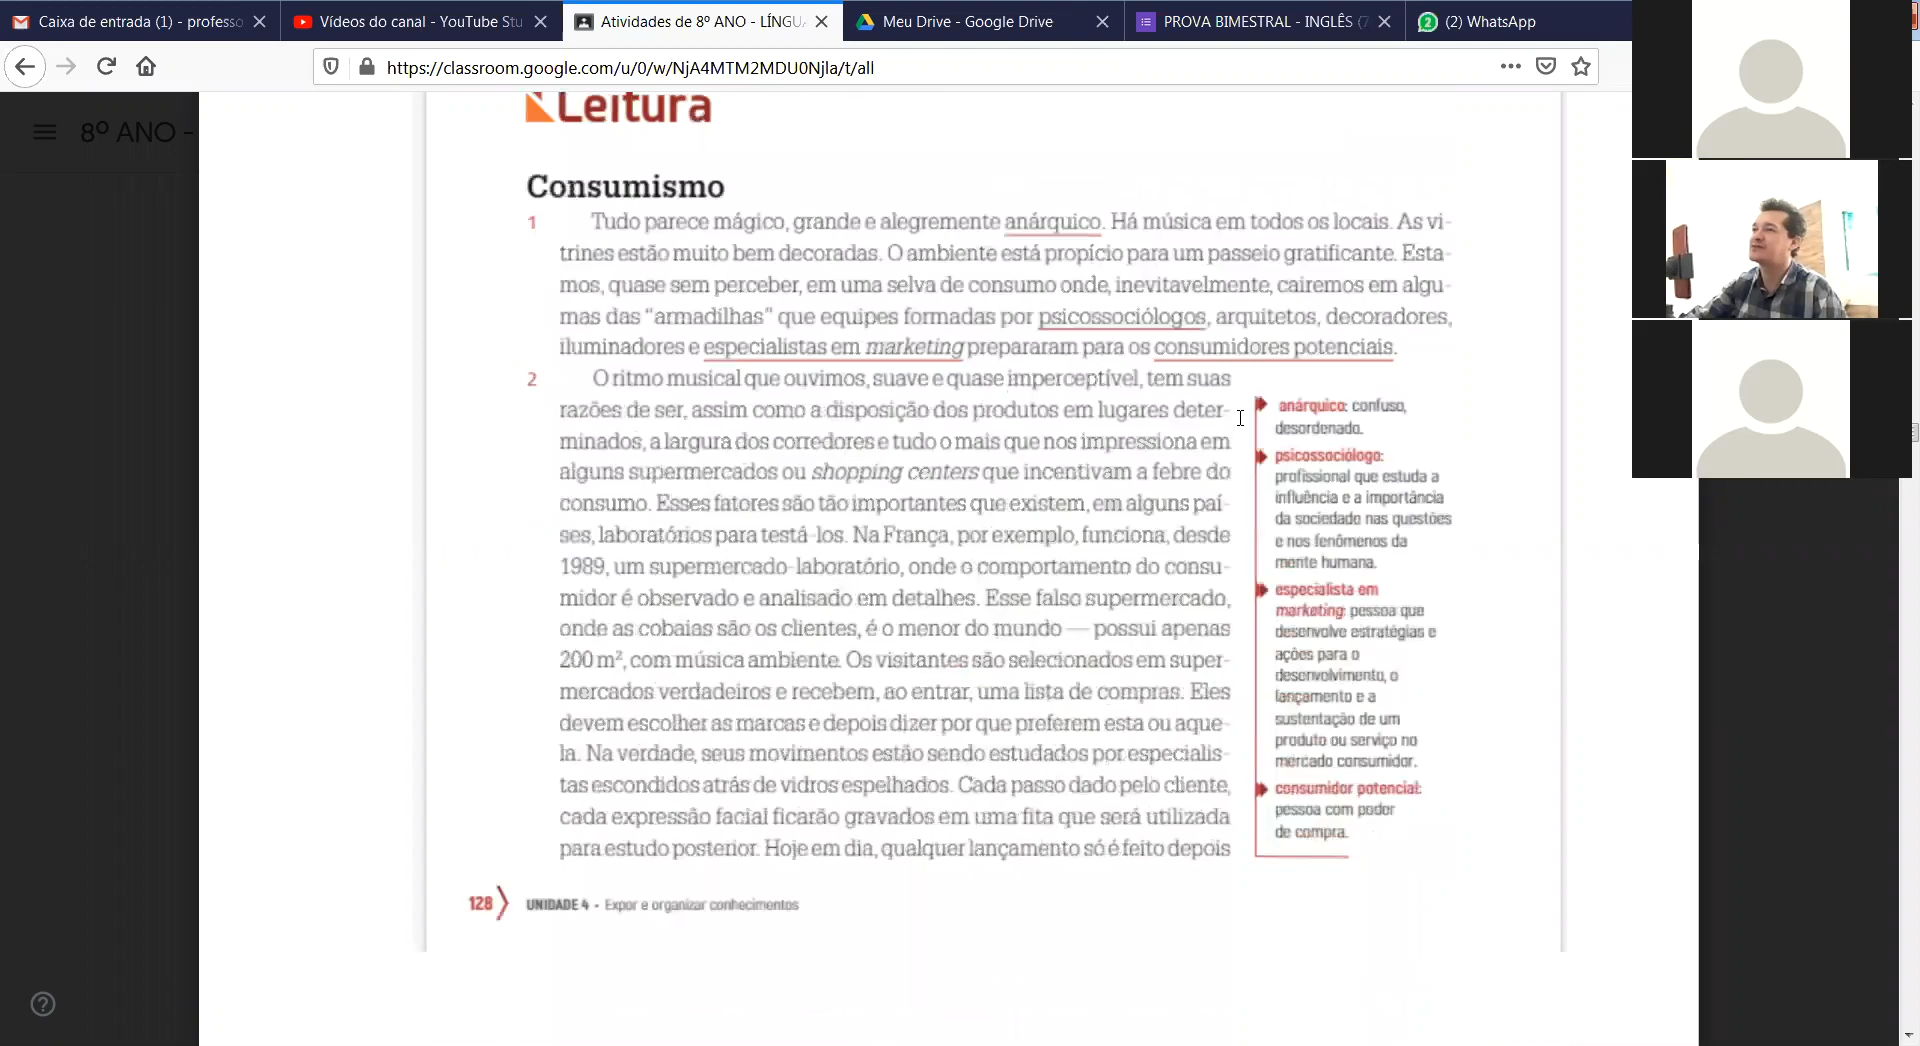 Caixa de entrada (1) - professo
Vídeos do canal - YouTube Stu
Atividades de 8º ANO - LÍNGUA
Meu Drive - Google Drive
PROVA BIMESTRAL - INGLÊS (7
(2) WhatsApp
https://classroom.google.com/u/0/w/NjA4MTM2MDU0Njla/t/all
8º ANO -
Leitura
Consumismo
1 Tudo parece mágico, grande e alegremente anárquico. Há música em todos os locais. As vi-
trines estão muito bem decoradas. O ambiente está propício para um passeio gratificante. Esta-
mos, quase sem perceber, em uma selva de consumo onde, inevitavelmente, cairemos em algu-
mas das “armadilhas” que equipes formadas por psicossociólogos, arquitetos, decoradores,
iluminadores e especialistas em marketing prepararam para os consumidores potenciais.
2 O ritmo musical que ouvimos, suave e quase imperceptível, tem suas
razões de ser, assim como a disposição dos produtos em lugares deter-
minados, a largura dos corredores e tudo o mais que nos impressiona em
alguns supermercados ou shopping centers que incentivam a febre do
consumo. Esses fatores são tão importantes que existem, em alguns paí-
ses, laboratórios para testá-los. Na França, por exemplo, funciona, desde
1989, um supermercado-laboratório, onde o comportamento do consu-
midor é observado e analisado em detalhes. Esse falso supermercado,
onde as cobaias são os clientes, é o menor do mundo — possui apenas
200 m², com música ambiente. Os visitantes são selecionados em super-
mercados verdadeiros e recebem, ao entrar, uma lista de compras. Eles
devem escolher as marcas e depois dizer por que preferem esta ou aque-
la. Na verdade, seus movimentos estão sendo estudados por especialis-
tas escondidos atrás de vidros espelhados. Cada passo dado pelo cliente,
cada expressão facial ficarão gravados em uma fita que será utilizada
para estudo posterior. Hoje em dia, qualquer lançamento só é feito depois
anárquico: confuso,
desordenado.
psicossociólogo:
profissional que estuda a
influência e a importância
da sociedade nas questões
e nos fenômenos da
mente humana.
especialista em
marketing: pessoa que
desenvolve estratégias e
ações para o
desenvolvimento, o
lançamento e a
sustentação de um
produto ou serviço no
mercado consumidor.
consumidor potencial:
pessoa com poder
de compra.
128 UNIDADE 4 - Expor e organizar conhecimentos